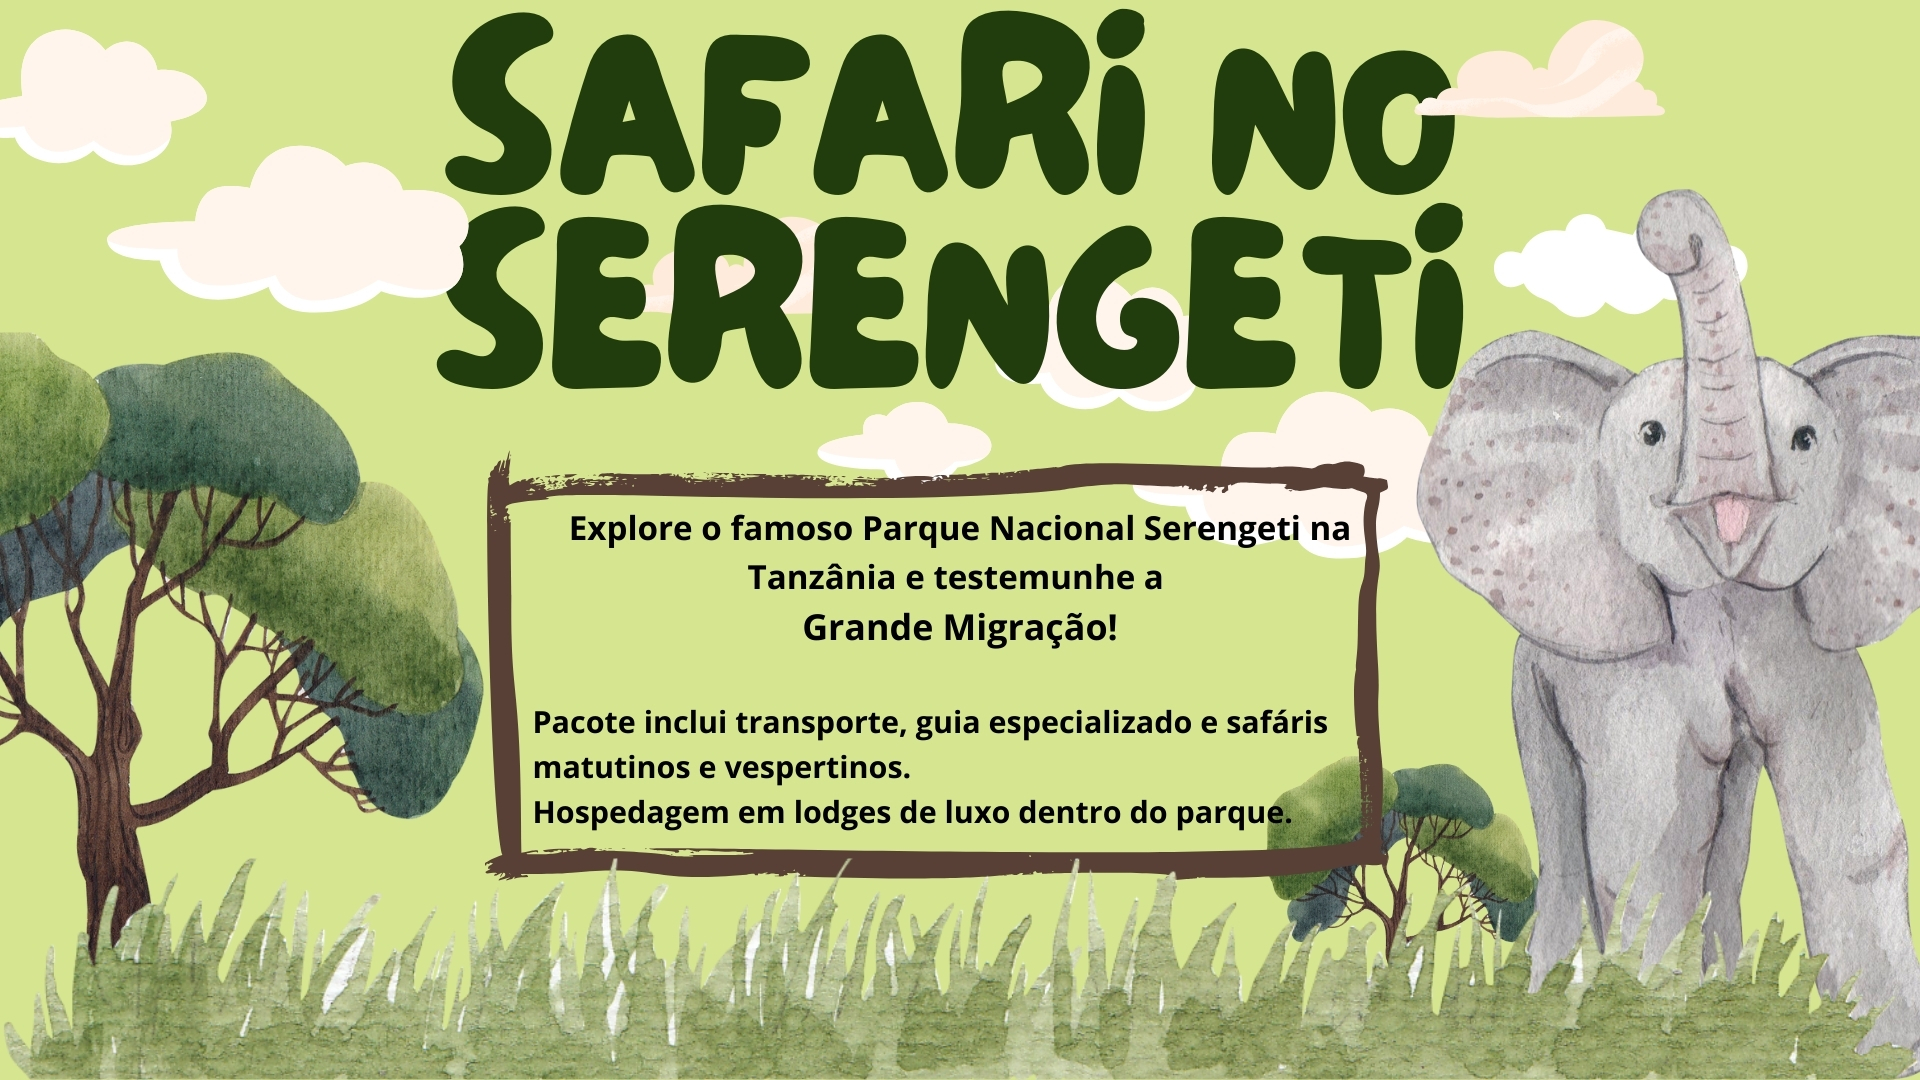 SAFARI NO
SERENGETI
Explore o famoso Parque Nacional Serengeti na
Tanzânia e testemunhe a
Grande Migração!
Pacote inclui transporte, guia especializado e safáris
matutinos e vespertinos.
Hospedagem em lodges de luxo dentro do parque.